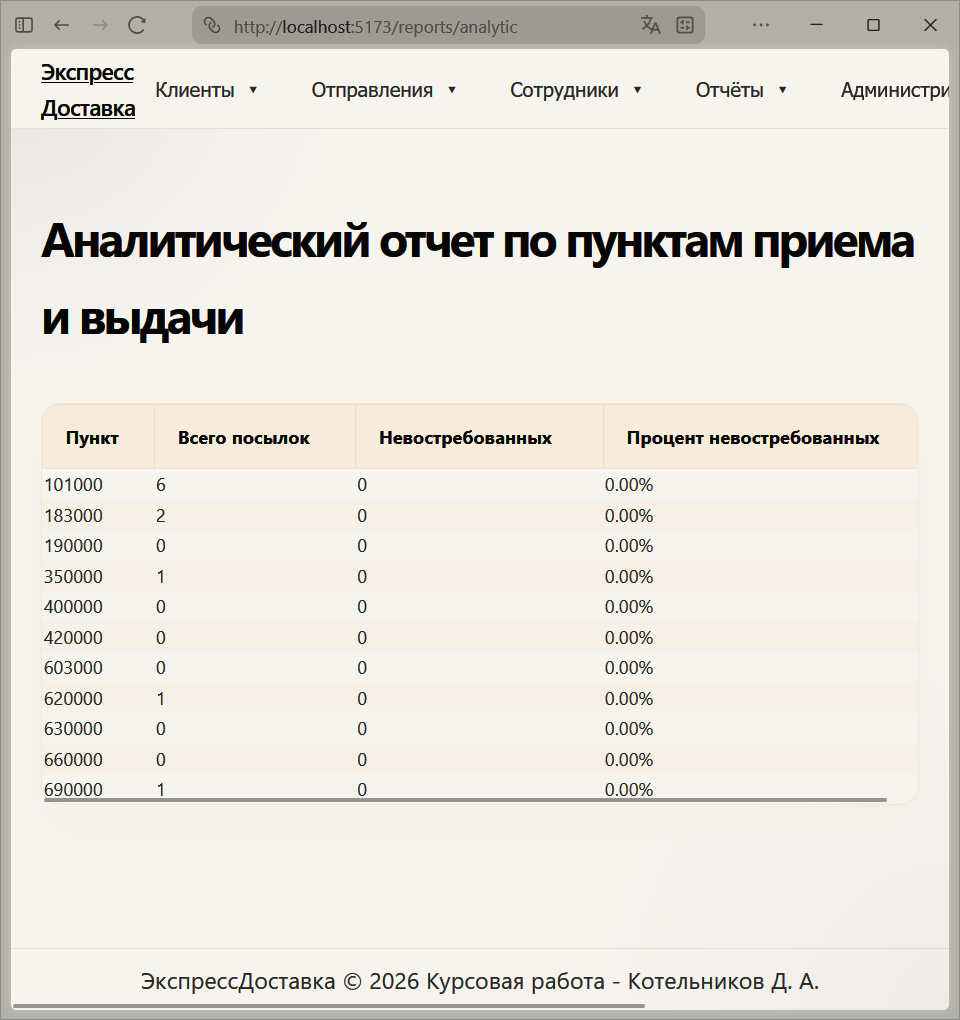 http://localhost:5173/reports/analytic
Экспресс
Доставка
Клиенты ▼ Отправления ▼ Сотрудники ▼ Отчёты ▼ Администри
Аналитический отчет по пунктам приема
и выдачи
Пункт Всего посылок Невостребованных Процент невостребованных
101000 6 0 0.00%
183000 2 0 0.00%
190000 0 0 0.00%
350000 1 0 0.00%
400000 0 0 0.00%
420000 0 0 0.00%
603000 0 0 0.00%
620000 1 0 0.00%
630000 0 0 0.00%
660000 0 0 0.00%
690000 1 0 0.00%
ЭкспрессДоставка © 2026 Курсовая работа - Котельников Д. А.